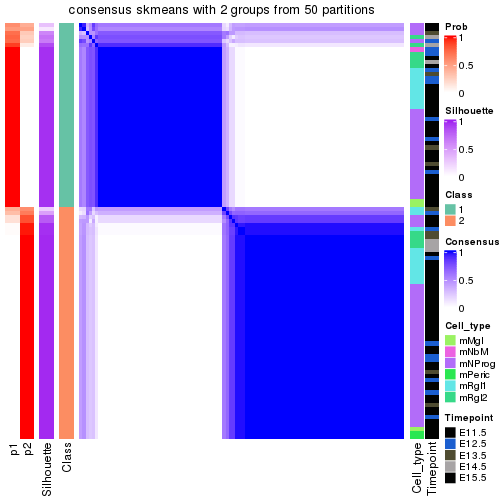 consensus skmeans with 2 groups from 50 partitions
p1
p2
Silhouette
Class
Cell_type
Timepoint
Prob
1
0.5
0
Silhouette
1
0.5
0
Class
1
2
Consensus
1
0.5
0
Cell_type
mMgl
mNbM
mNProg
mPeric
mRgl1
mRgl2
Timepoint
E11.5
E12.5
E13.5
E14.5
E15.5